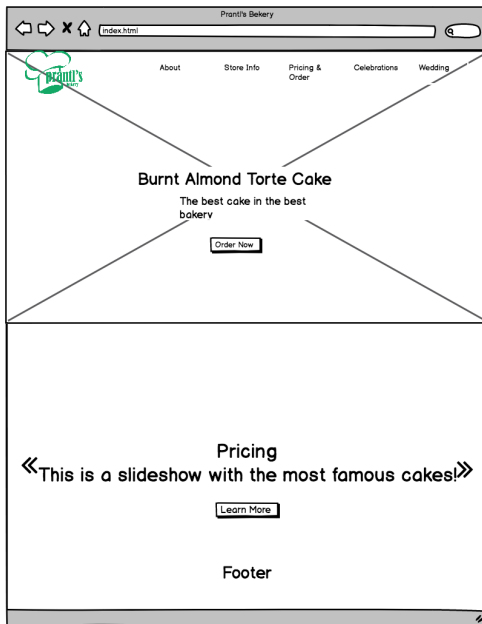 Prantl's Bekery
index.html
prantl's
About
Store Info
Pricing &
Order
Celebrations
Wedding
Burnt Almond Torte Cake
The best cake in the best
bakery
Order Now
Pricing
This is a slideshow with the most famous cakes!
Learn More
Footer